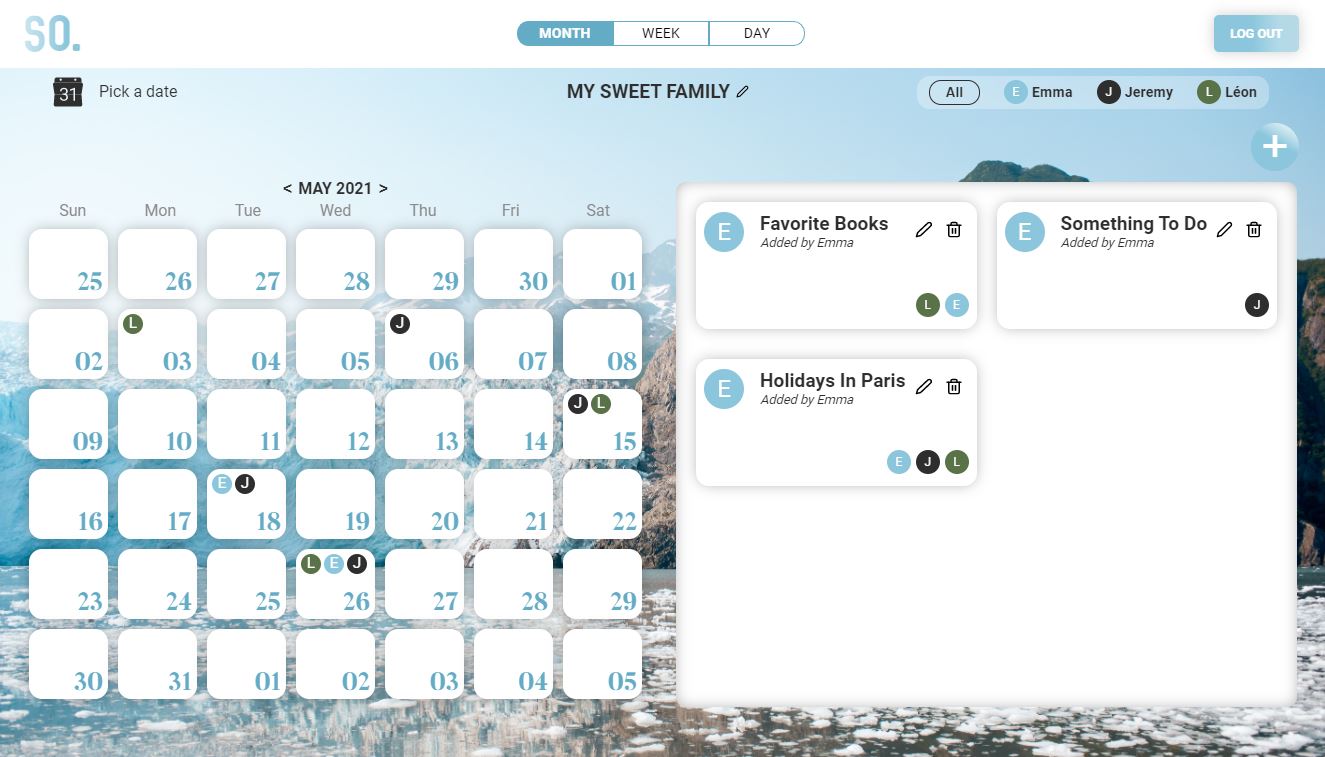 SO.
MONTH WEEK DAY
LOG OUT
31 Pick a date
MY SWEET FAMILY
All E Emma J Jeremy L Léon
+
< MAY 2021 >
Sun Mon Tue Wed Thu Fri Sat
25 26 27 28 29 30 01
L J
02 03 04 05 06 07 08
J L
09 10 11 12 13 14 15
E J
16 17 18 19 20 21 22
L E J
23 24 25 26 27 28 29
30 31 01 02 03 04 05
E Favorite Books
Added by Emma
L E
E Something To Do
Added by Emma
J
E Holidays In Paris
Added by Emma
E J L